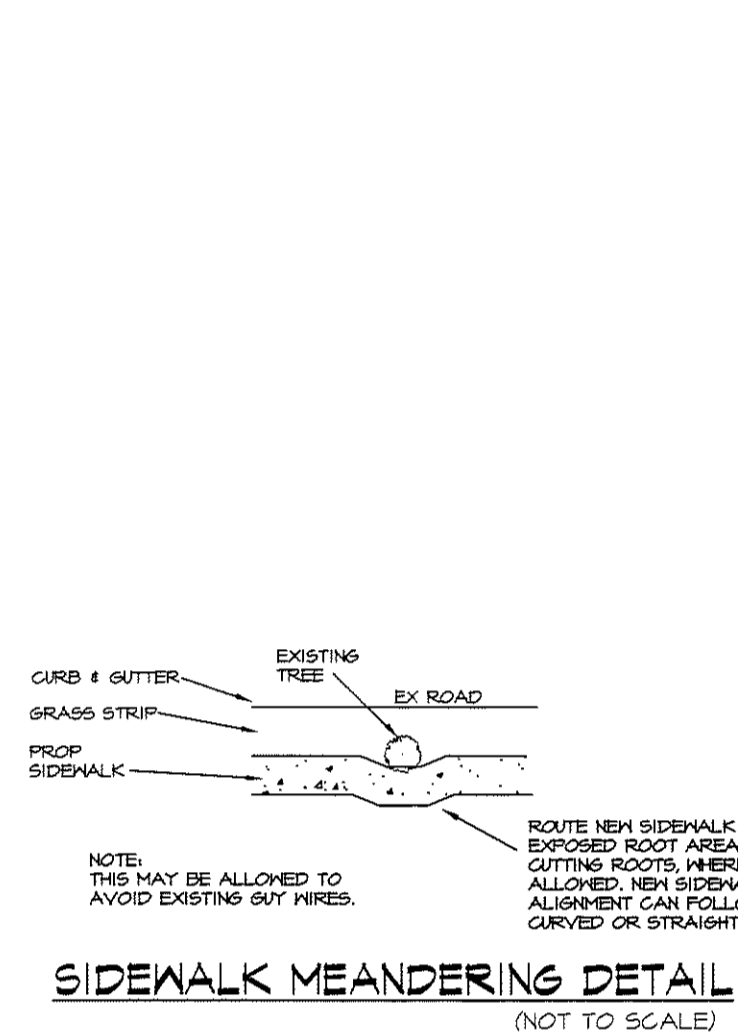 EXISTING
TREE
CURB & GUTTER
EX ROAD
GRASS STRIP
PROP
SIDEWALK
ROUTE NEW SIDEWALK
EXPOSED ROOT AREA
CUTTING ROOTS, WHERE
ALLOWED. NEW SIDEWA
ALIGNMENT CAN FOLLO
CURVED OR STRAIGHT
NOTE:
THIS MAY BE ALLOWED TO
AVOID EXISTING GUY WIRES.
SIDEWALK MEANDERING DETAIL
(NOT TO SCALE)